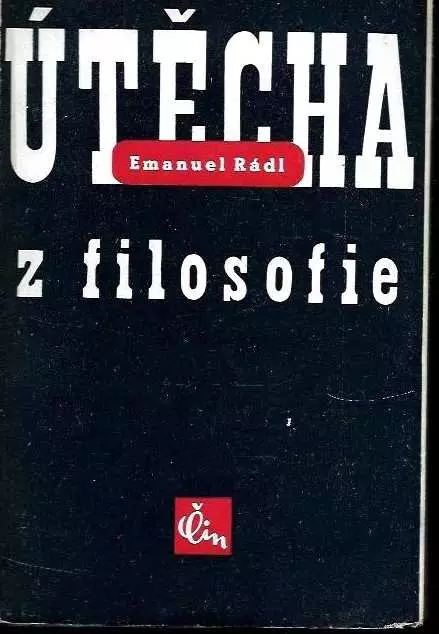 ÚTĚCHA
Emanuel Rádl
z filosofie
Čin